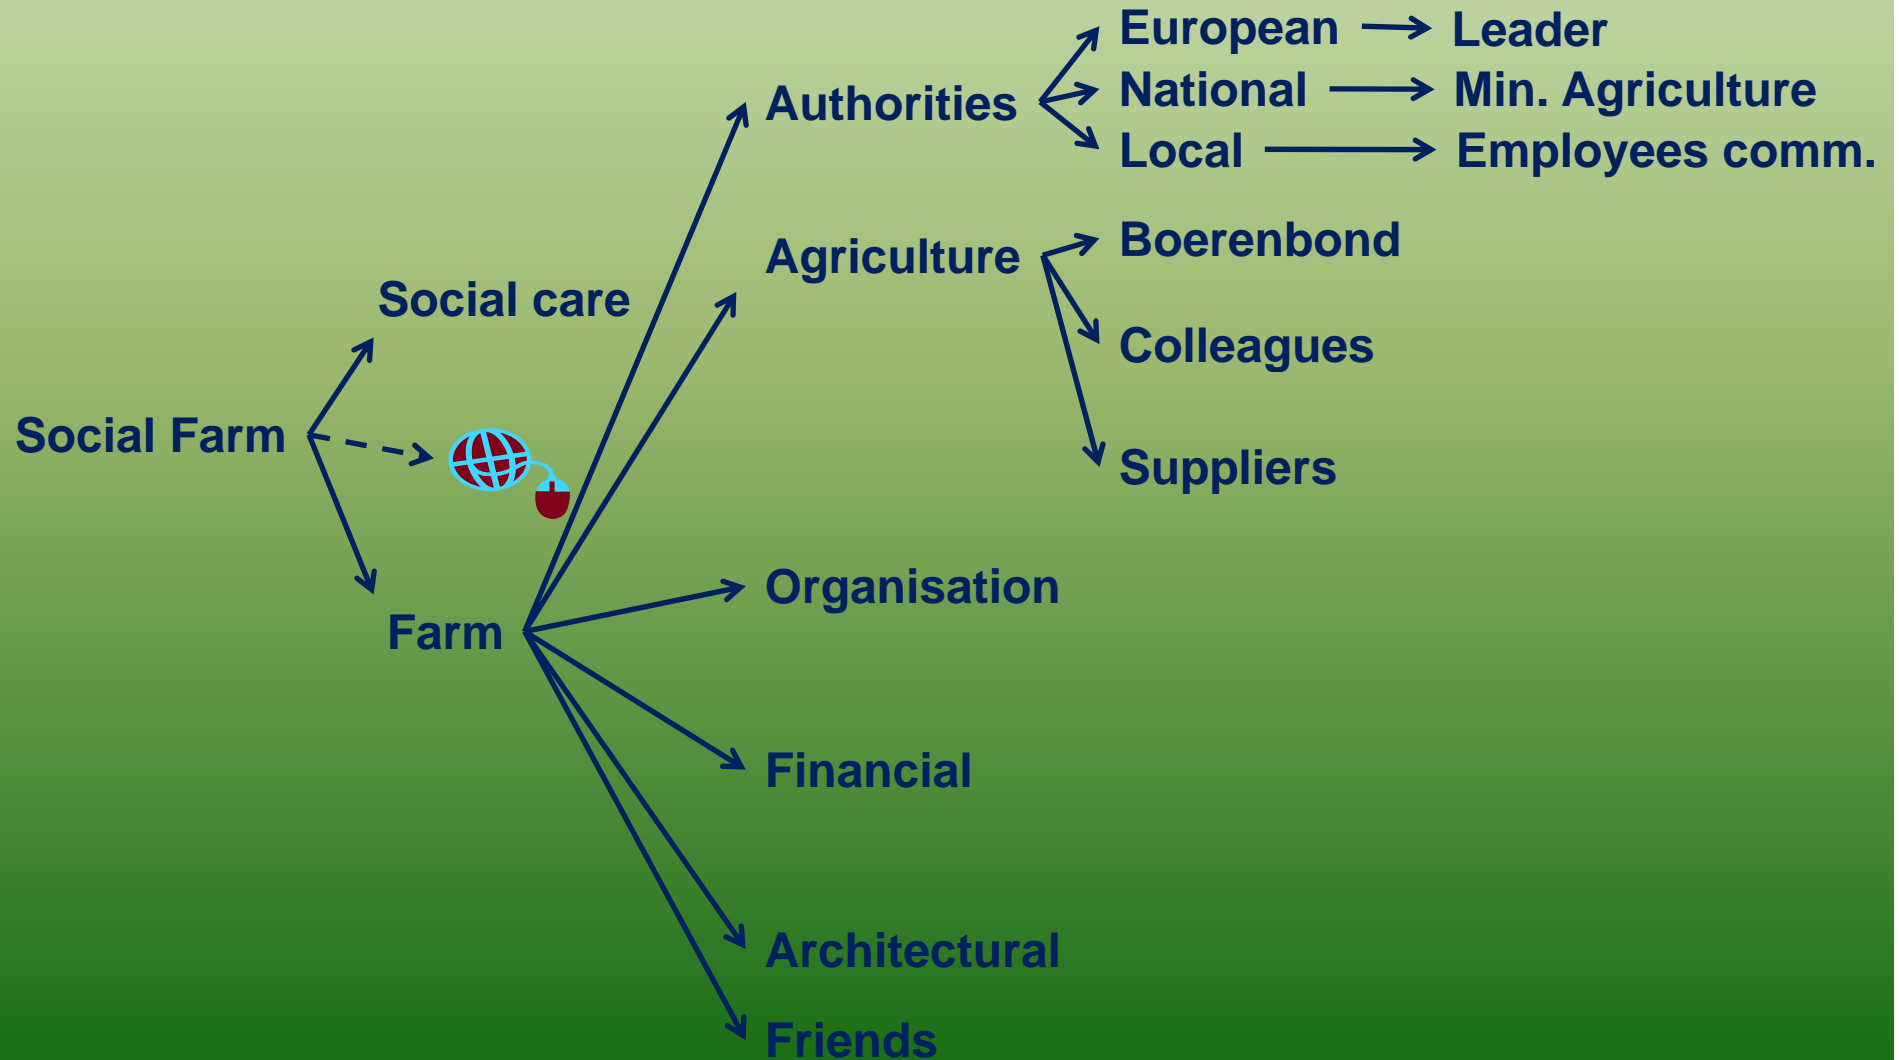 European
Leader
National
Min. Agriculture
Authorities
Local
Employees comm.
Boerenbond
Agriculture
Social care
Colleagues
Social Farm
Suppliers
Organisation
Farm
Financial
Architectural
Friends